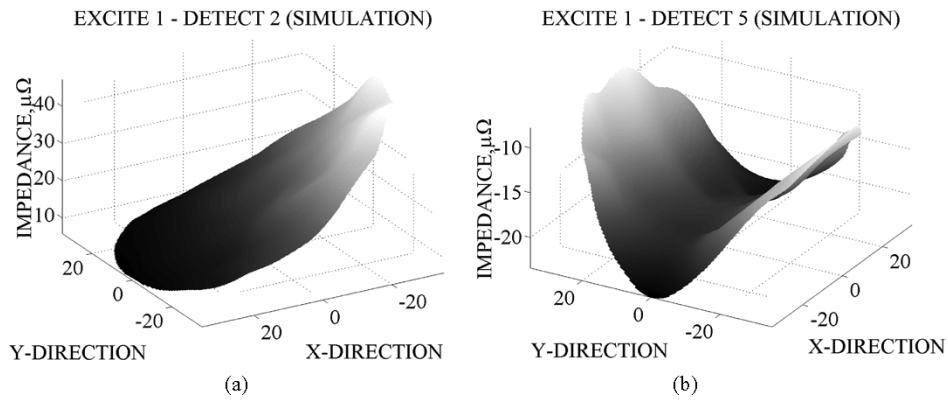 EXCITE 1 - DETECT 2 (SIMULATION)
IMPEDANCE,μΩ
40
30
20
10
20
0
-20
Y-DIRECTION
20
0
-20
X-DIRECTION
(a)
EXCITE 1 - DETECT 5 (SIMULATION)
IMPEDANCE,μΩ
-10
-15
-20
20
0
-20
Y-DIRECTION
-20
0
20
X-DIRECTION
(b)